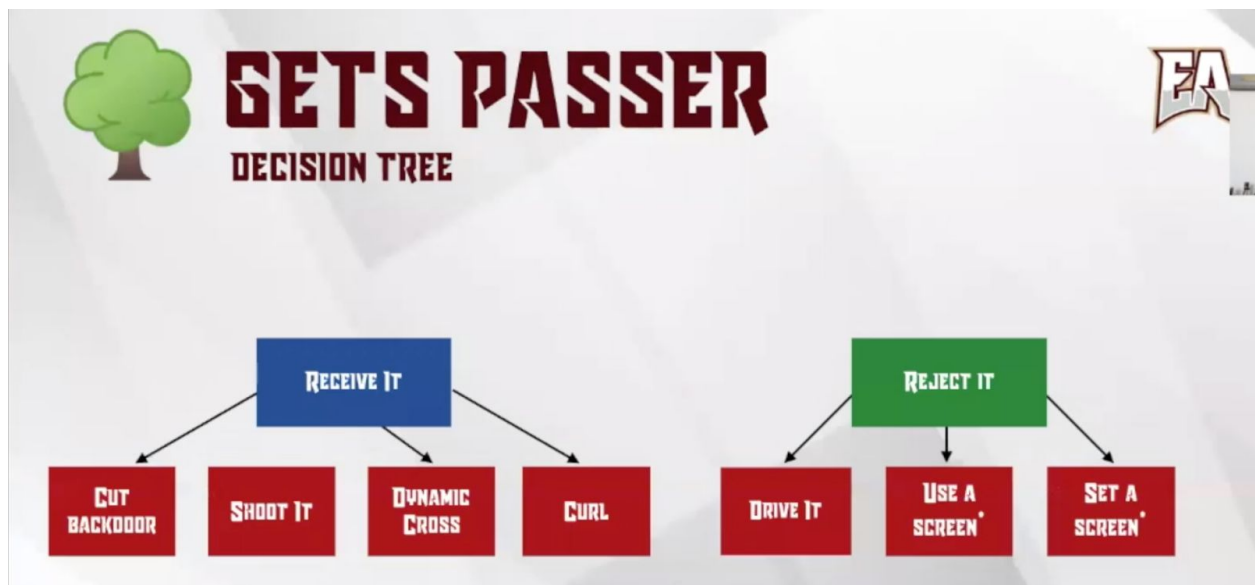 GETS PASSER
EA
DECISION TREE
RECEIVE IT
REJECT IT
CUT
BACKDOOR
SHOOT IT
DYNAMIC
CROSS
CURL
DRIVE IT
USE A
SCREEN*
SET A
SCREEN*